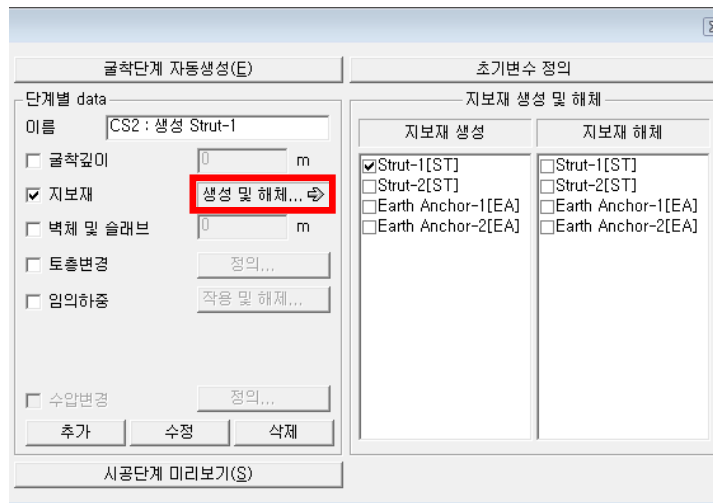 굴착단계 자동생성(E)
초기변수 정의
단계별 data
이름
CS2 : 생성 Strut-1
굴착깊이
0
m
지보재
생성 및 해체...
벽체 및 슬래브
0
m
토층변경
정의...
임의하중
작용 및 해제...
수압변경
정의...
추가
수정
삭제
시공단계 미리보기(S)
지보재 생성 및 해체
지보재 생성
Strut-1[ST]
Strut-2[ST]
Earth Anchor-1[EA]
Earth Anchor-2[EA]
지보재 해체
Strut-1[ST]
Strut-2[ST]
Earth Anchor-1[EA]
Earth Anchor-2[EA]